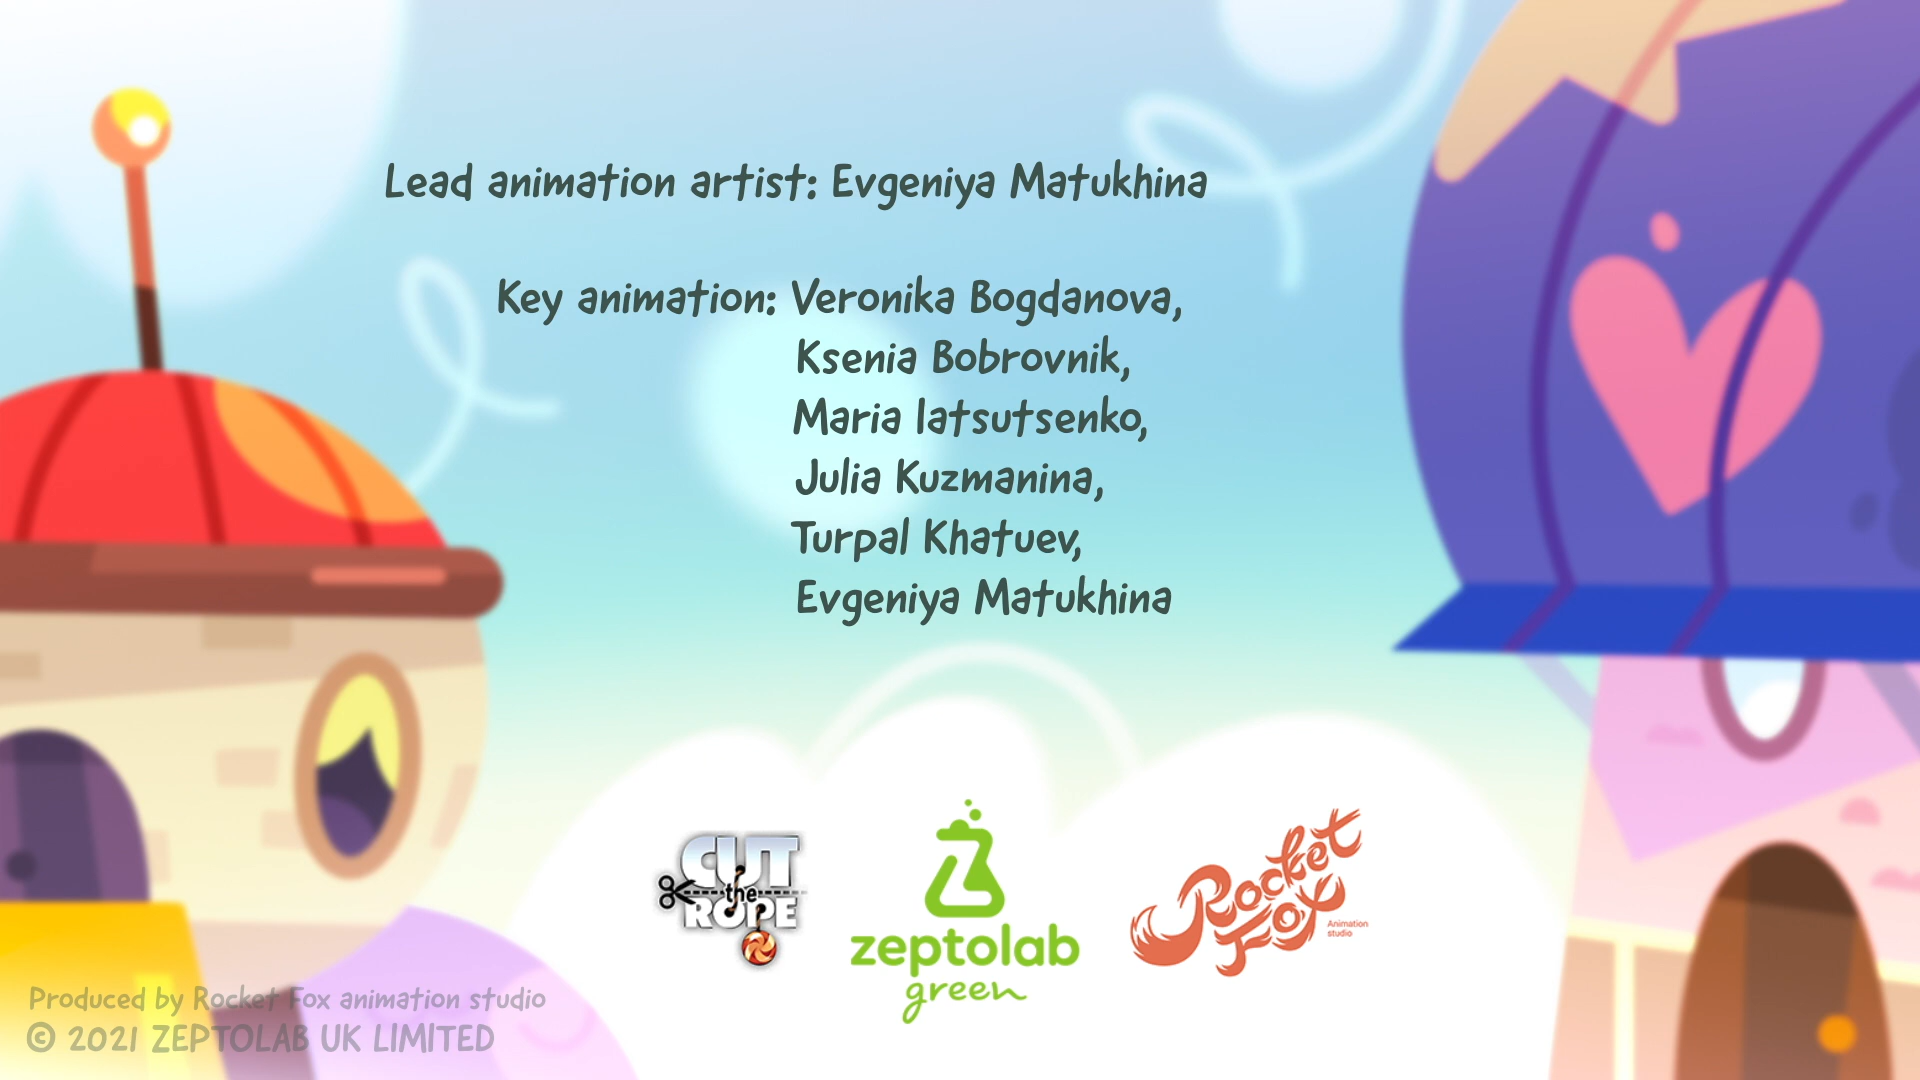 Lead animation artist: Evgeniya Matukhina
Key animation: Veronika Bogdanova,
Ksenia Bobrovnik,
Maria Iatsutsenko,
Julia Kuzmanina,
Turpal Khatuev,
Evgeniya Matukhina
CUT
the
ROPE
zeptolab
green
Rocket
Fox
Animation
studio
Produced by Rocket Fox animation studio
© 2021 ZEPTOLAB UK LIMITED